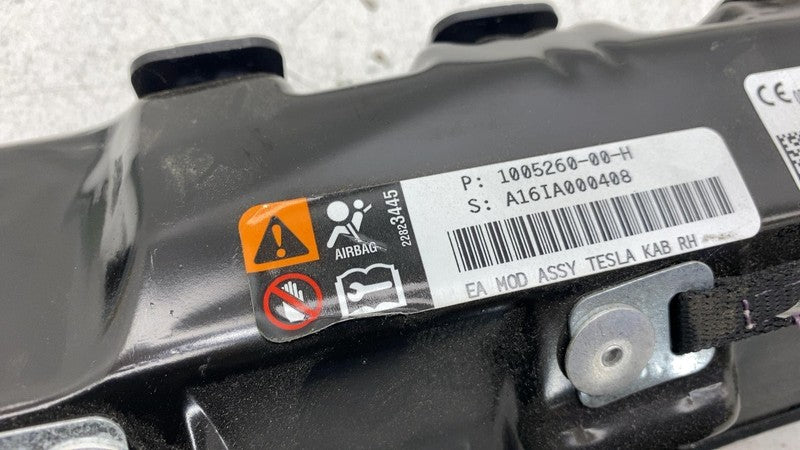 P: 1005260-00-H
S: A16IA000408
EA MOD ASSY TESLA KAB RH
AIRBAG
22823445
CE